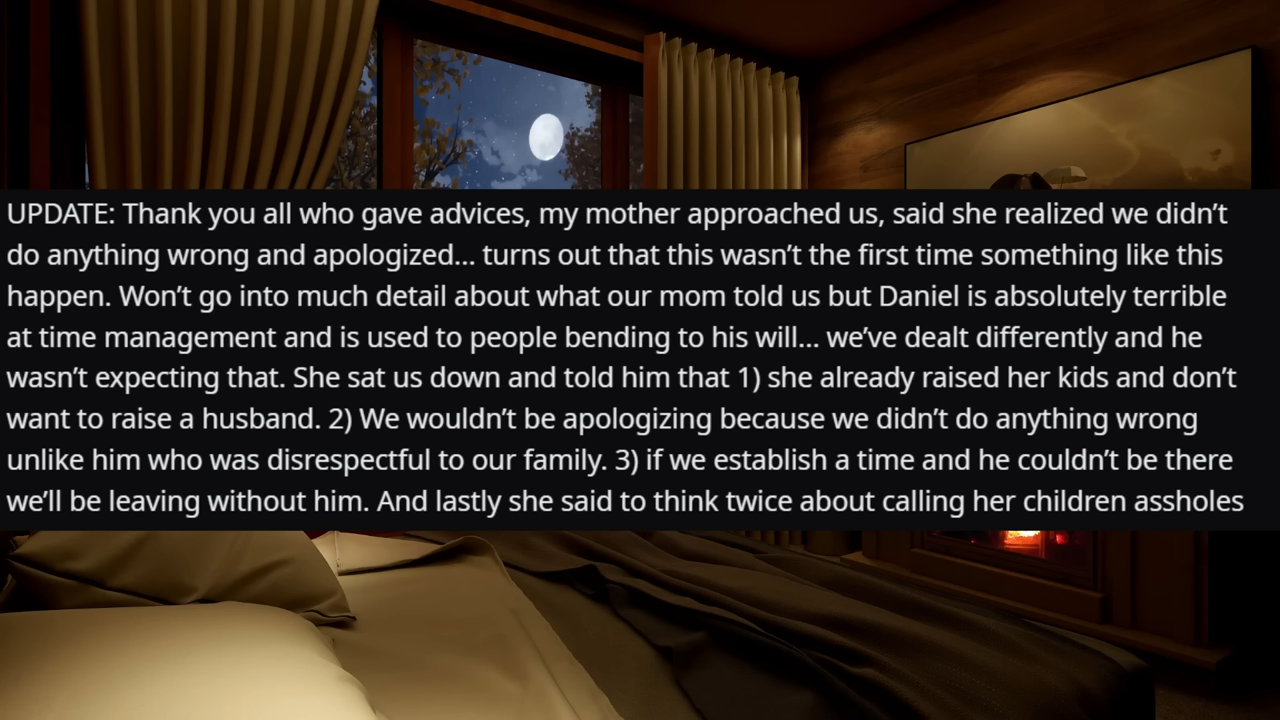 UPDATE: Thank you all who gave advices, my mother approached us, said she realized we didn’t
do anything wrong and apologized... turns out that this wasn’t the first time something like this
happen. Won’t go into much detail about what our mom told us but Daniel is absolutely terrible
at time management and is used to people bending to his will... we’ve dealt differently and he
wasn’t expecting that. She sat us down and told him that 1) she already raised her kids and don’t
want to raise a husband. 2) We wouldn’t be apologizing because we didn’t do anything wrong
unlike him who was disrespectful to our family. 3) if we establish a time and he couldn’t be there
we’ll be leaving without him. And lastly she said to think twice about calling her children assholes